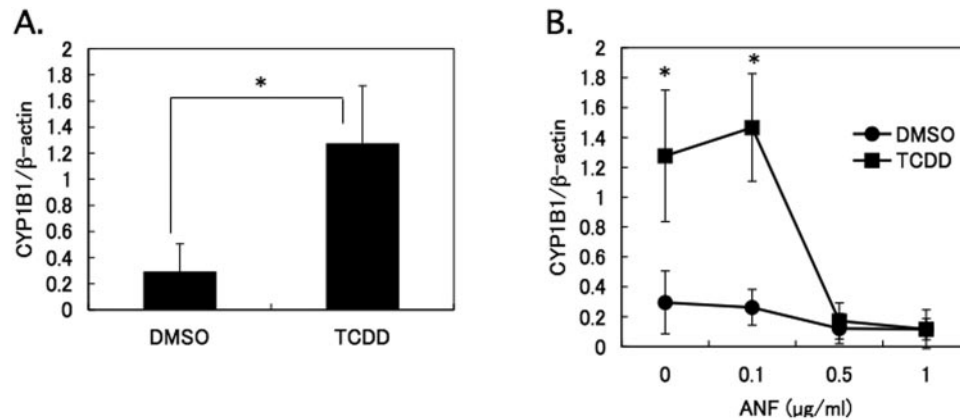 A.
CYP1B1/β-actin
2
1.8
1.6
1.4
1.2
1
0.8
0.6
0.4
0.2
0
*
DMSO TCDD
B.
CYP1B1/β-actin
2
1.8
1.6
1.4
1.2
1
0.8
0.6
0.4
0.2
0
* *
DMSO
TCDD
0 0.1 0.5 1
ANF (μg/ml)